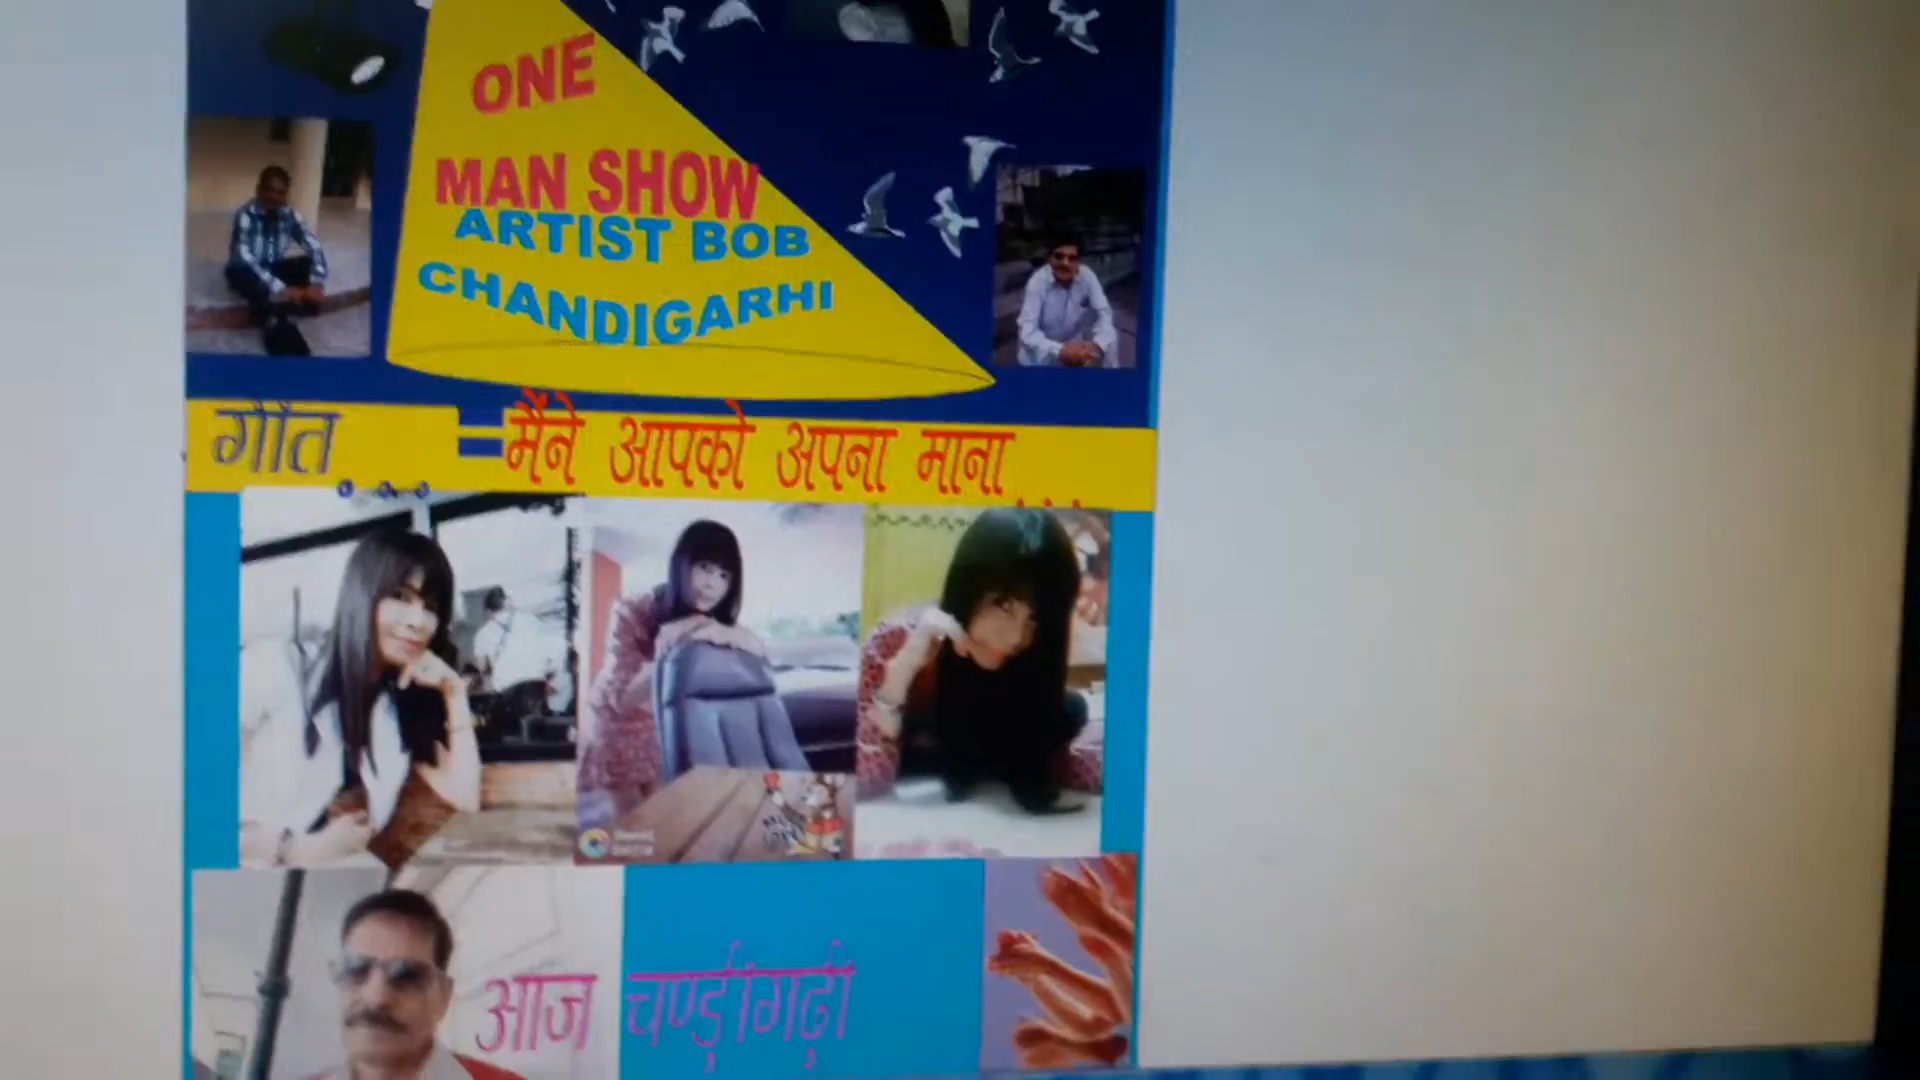 ONE
MAN SHOW
ARTIST BOB
CHANDIGARHI
गीत = मैंने आपको अपना माना...
आज चण्ड़ीगढ़ी